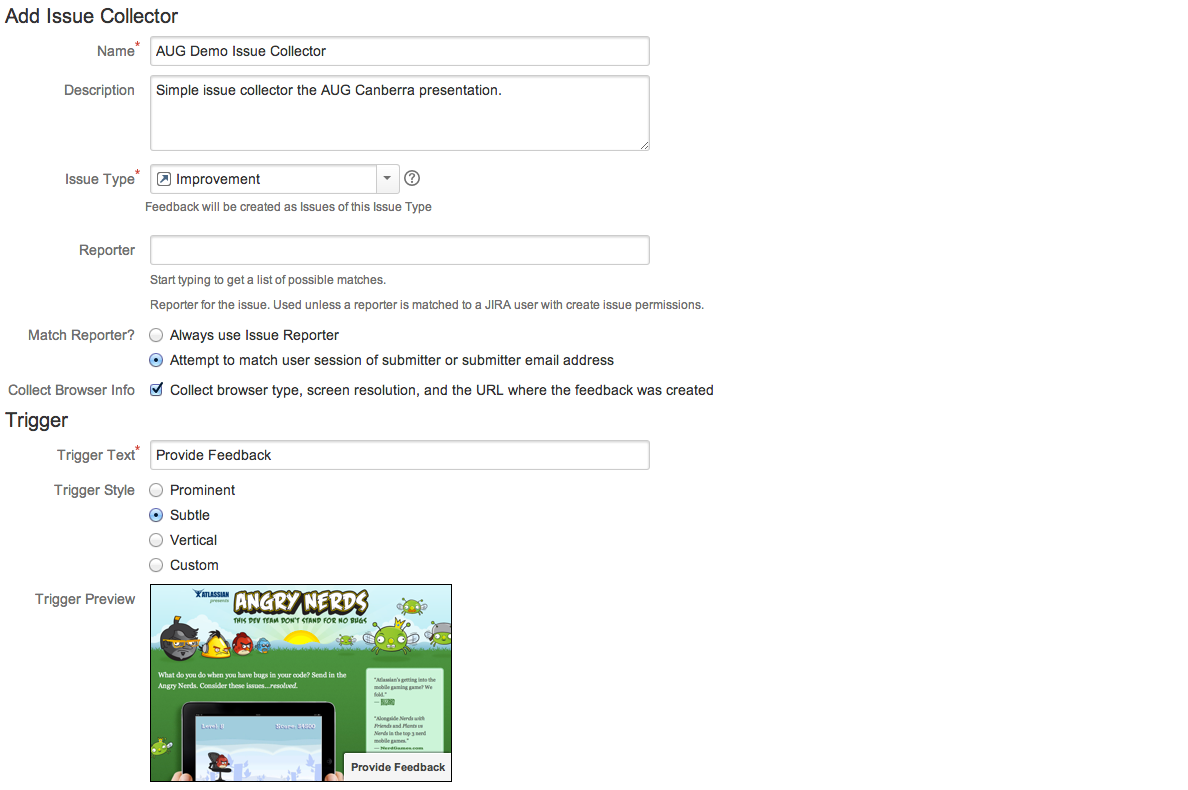 Add Issue Collector
Name*
AUG Demo Issue Collector
Description
Simple issue collector the AUG Canberra presentation.
Issue Type*
Improvement
Feedback will be created as Issues of this Issue Type
Reporter
Start typing to get a list of possible matches.
Reporter for the issue. Used unless a reporter is matched to a JIRA user with create issue permissions.
Match Reporter?
Always use Issue Reporter
Attempt to match user session of submitter or submitter email address
Collect Browser Info
Collect browser type, screen resolution, and the URL where the feedback was created
Trigger
Trigger Text*
Provide Feedback
Trigger Style
Prominent
Subtle
Vertical
Custom
Trigger Preview
ATLASSIAN
presents
ANGRY NERDS
THIS DEV TEAM DON'T STAND FOR NO BUGS
What do you do when you have bugs in your code? Send in the
Angry Nerds. Consider these issues...resolved.
"Atlassian's getting into the
mobile gaming game? We
fold."
— BLIZZARD
"Alongside Nerds with
Friends and Plants vs
Nerds in the top 3 nerd
mobile games."
— NerdGames.com
Level 8
Score
Provide Feedback